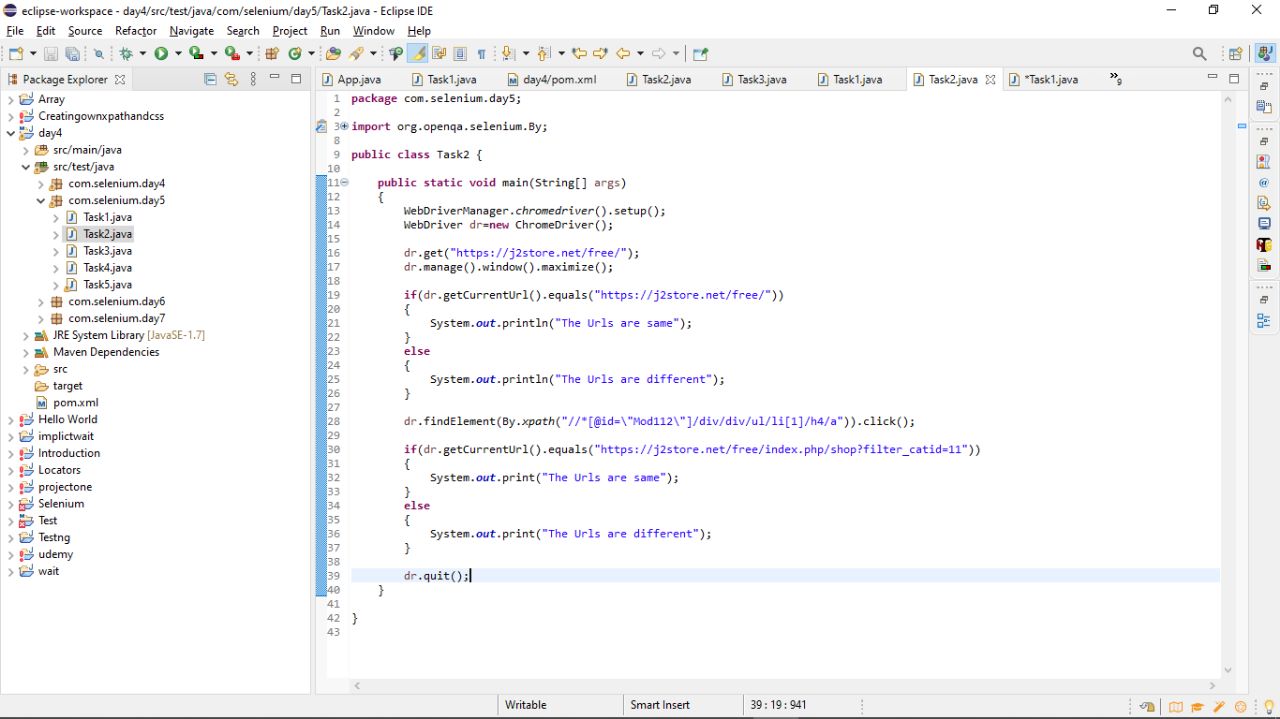 eclipse-workspace - day4/src/test/java/com/selenium/day5/Task2.java - Eclipse IDE
File Edit Source Refactor Navigate Search Project Run Window Help
Package Explorer
App.java Task1.java day4/pom.xml Task2.java Task3.java Task1.java Task2.java *Task1.java »9
Array
Creatingownxpathandcss
day4
src/main/java
src/test/java
com.selenium.day4
com.selenium.day5
Task1.java
Task2.java
Task3.java
Task4.java
Task5.java
com.selenium.day6
com.selenium.day7
JRE System Library [JavaSE-1.7]
Maven Dependencies
src
target
pom.xml
Hello World
implictwait
Introduction
Locators
projectone
Selenium
Test
Testng
udemy
wait
1 package com.selenium.day5;
2
3 import org.openqa.selenium.By;
8
9 public class Task2 {
10
11 public static void main(String[] args)
12 {
13 WebDriverManager.chromedriver().setup();
14 WebDriver dr=new ChromeDriver();
15
16 dr.get("https://j2store.net/free/");
17 dr.manage().window().maximize();
18
19 if(dr.getCurrentUrl().equals("https://j2store.net/free/"))
20 {
21 System.out.println("The Urls are same");
22 }
23 else
24 {
25 System.out.println("The Urls are different");
26 }
27
28 dr.findElement(By.xpath("//*[@id=\"Mod112\"]/div/div/ul/li[1]/h4/a")).click();
29
30 if(dr.getCurrentUrl().equals("https://j2store.net/free/index.php/shop?filter_catid=11"))
31 {
32 System.out.print("The Urls are same");
33 }
34 else
35 {
36 System.out.print("The Urls are different");
37 }
38
39 dr.quit();
40 }
41
42 }
43
Writable Smart Insert 39 : 19 : 941